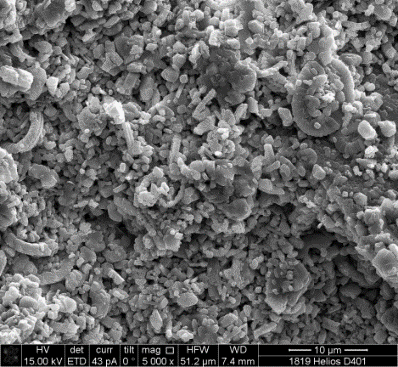 HV det curr tilt mag HFW WD 10 µm
15.00 kV ETD 43 pA 0 ° 5 000 x 51.2 µm 7.4 mm 1819 Helios D401